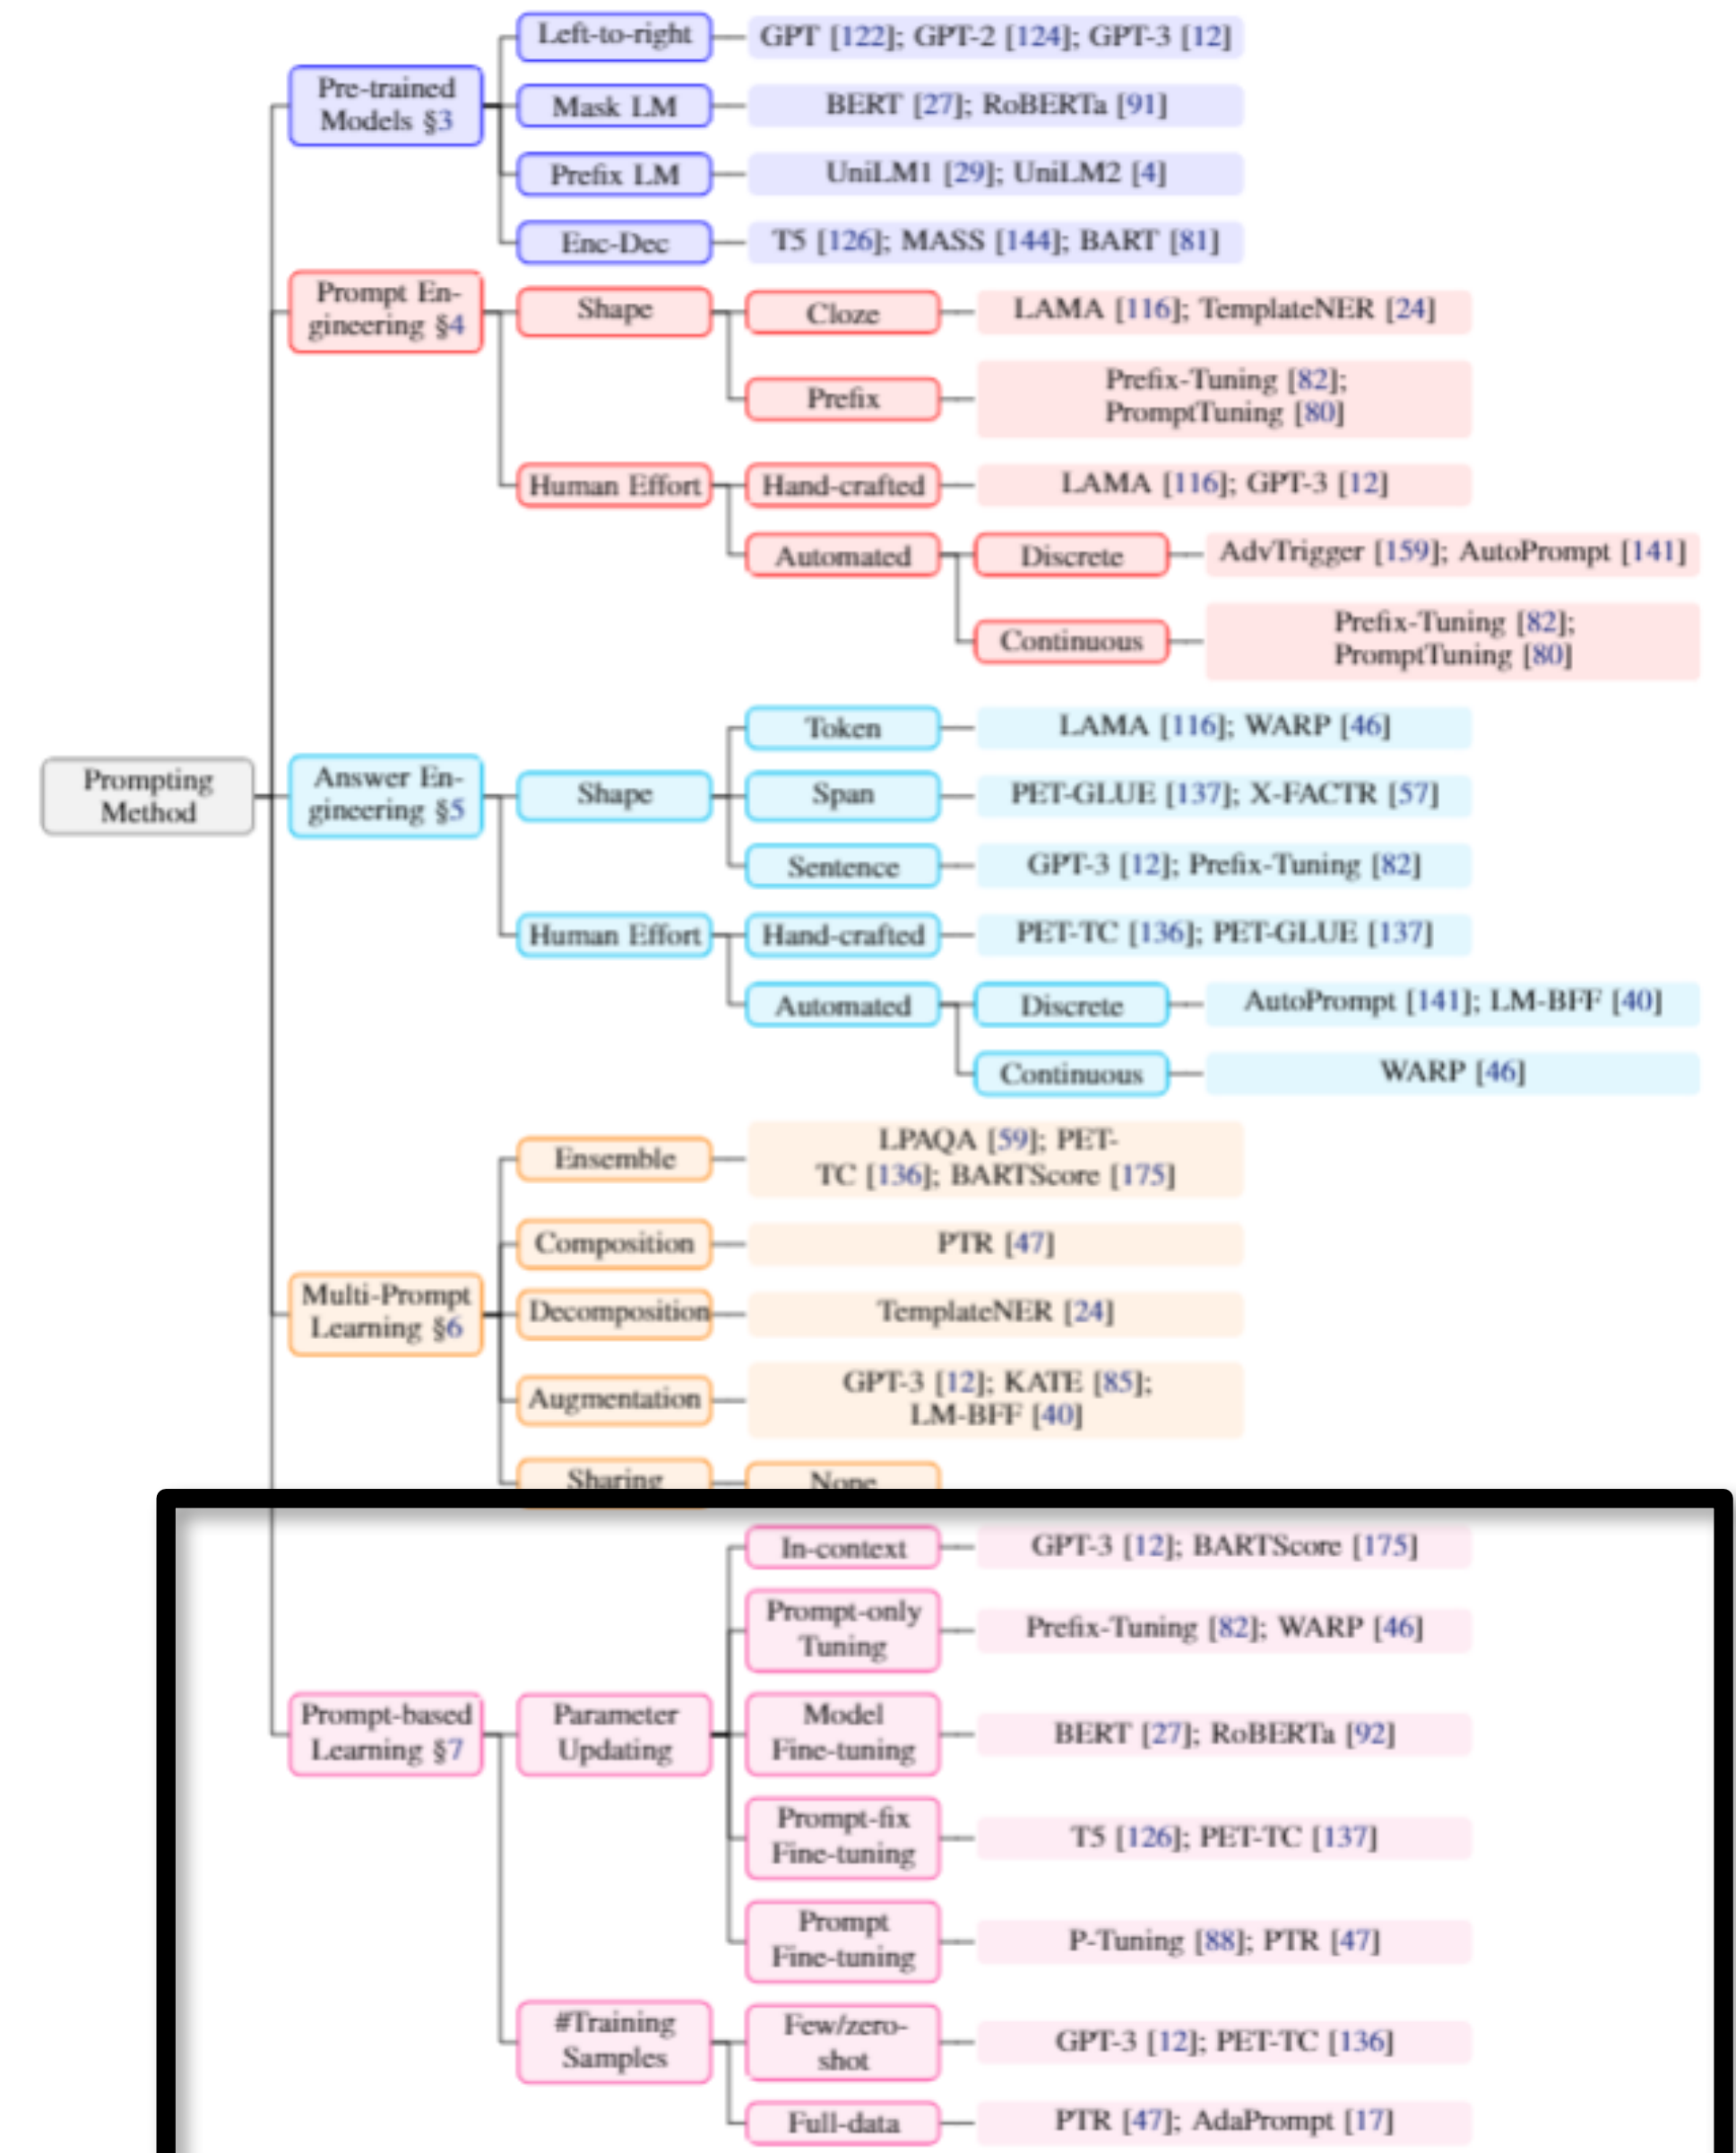 Left-to-right
GPT [122]; GPT-2 [124]; GPT-3 [12]
Pre-trained
Models §3
Mask LM
BERT [27]; RoBERTa [91]
Prefix LM
UniLM1 [29]; UniLM2 [4]
Enc-Dec
T5 [126]; MASS [144]; BART [81]
Prompt En-
gineering §4
Shape
Cloze
LAMA [116]; TemplateNER [24]
Prefix
Prefix-Tuning [82];
PromptTuning [80]
Human Effort
Hand-crafted
LAMA [116]; GPT-3 [12]
Automated
Discrete
AdvTrigger [159]; AutoPrompt [141]
Continuous
Prefix-Tuning [82];
PromptTuning [80]
Prompting
Method
Answer En-
gineering §5
Shape
Token
LAMA [116]; WARP [46]
Span
PET-GLUE [137]; X-FACTR [57]
Sentence
GPT-3 [12]; Prefix-Tuning [82]
Human Effort
Hand-crafted
PET-TC [136]; PET-GLUE [137]
Automated
Discrete
AutoPrompt [141]; LM-BFF [40]
Continuous
WARP [46]
Multi-Prompt
Learning §6
Ensemble
LPAQA [59]; PET-
TC [136]; BARTScore [175]
Composition
PTR [47]
Decomposition
TemplateNER [24]
Augmentation
GPT-3 [12]; KATE [85];
LM-BFF [40]
Sharing
None
Prompt-based
Learning §7
Parameter
Updating
In-context
GPT-3 [12]; BARTScore [175]
Prompt-only
Tuning
Prefix-Tuning [82]; WARP [46]
Model
Fine-tuning
BERT [27]; RoBERTa [92]
Prompt-fix
Fine-tuning
T5 [126]; PET-TC [137]
Prompt
Fine-tuning
P-Tuning [88]; PTR [47]
#Training
Samples
Few/zero-
shot
GPT-3 [12]; PET-TC [136]
Full-data
PTR [47]; AdaPrompt [17]